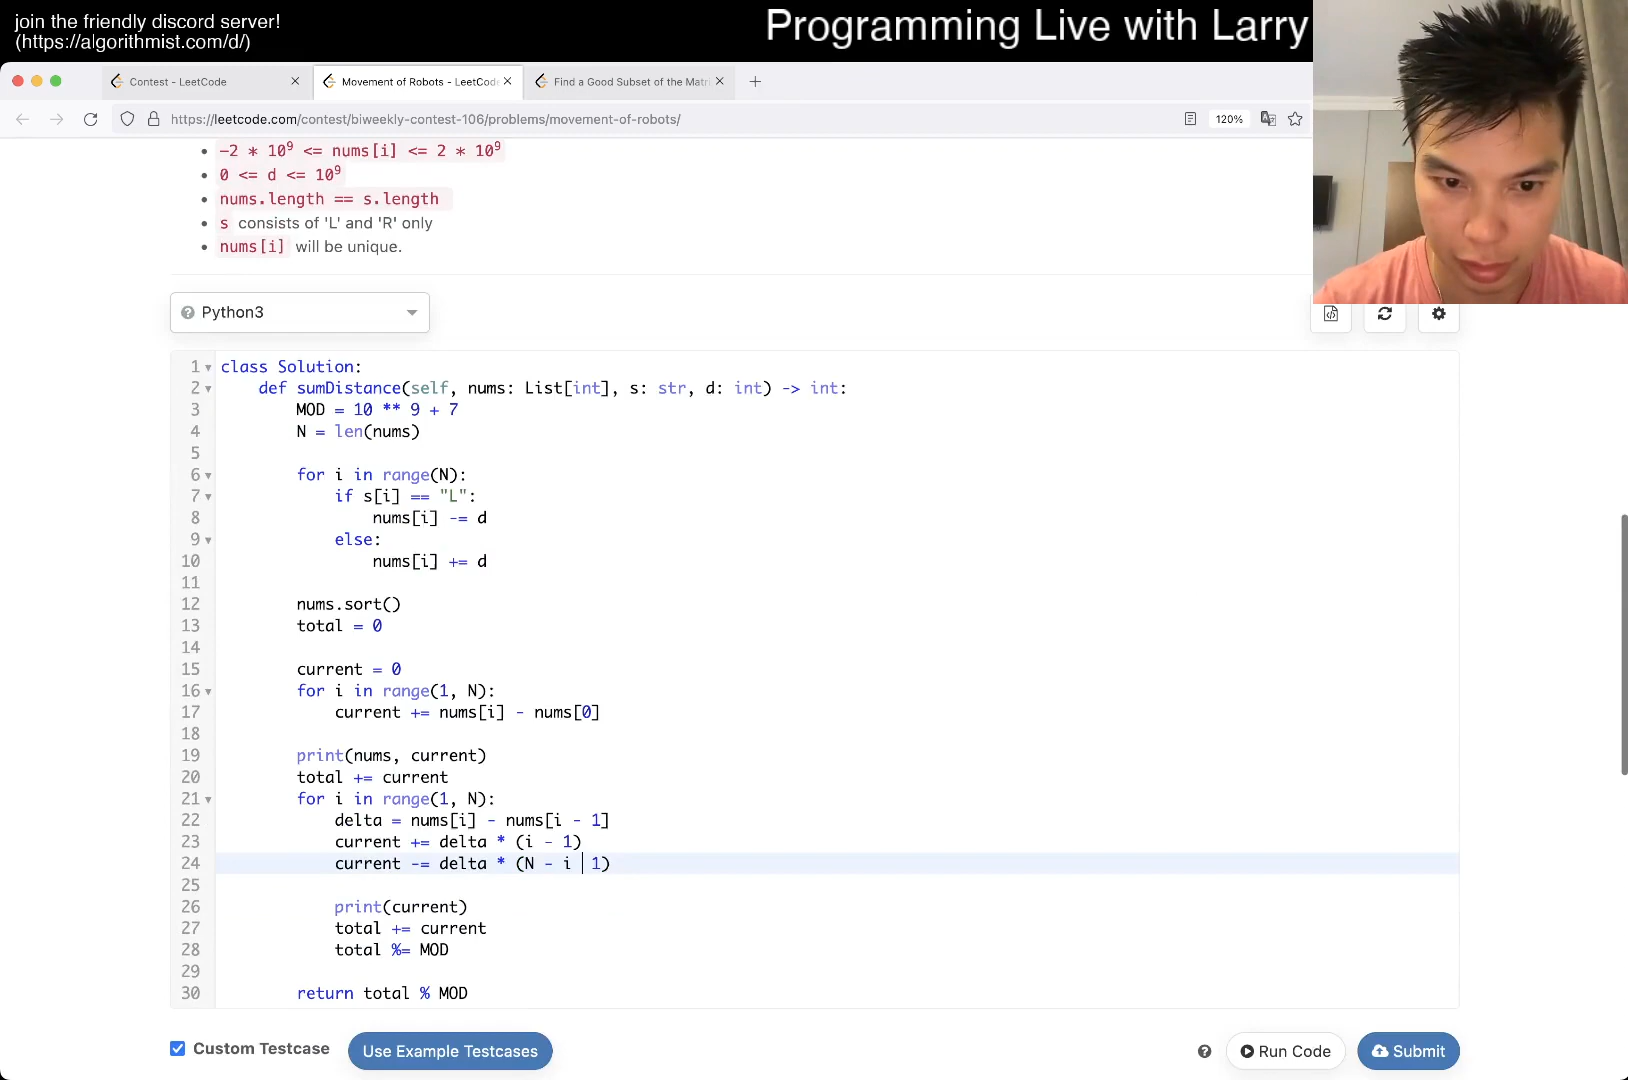 join the friendly discord server!
(https://algorithmist.com/d/)
Programming Live with Larry
Contest - LeetCode
Movement of Robots - LeetCode
Find a Good Subset of the Matri
https://leetcode.com/contest/biweekly-contest-106/problems/movement-of-robots/
120%
-2 * 10⁹ <= nums[i] <= 2 * 10⁹
0 <= d <= 10⁹
nums.length == s.length
s consists of 'L' and 'R' only
nums[i] will be unique.
Python3
1 class Solution:
2     def sumDistance(self, nums: List[int], s: str, d: int) -> int:
3         MOD = 10 ** 9 + 7
4         N = len(nums)
5
6         for i in range(N):
7             if s[i] == "L":
8                 nums[i] -= d
9             else:
10                 nums[i] += d
11
12         nums.sort()
13         total = 0
14
15         current = 0
16         for i in range(1, N):
17             current += nums[i] - nums[0]
18
19         print(nums, current)
20         total += current
21         for i in range(1, N):
22             delta = nums[i] - nums[i - 1]
23             current += delta * (i - 1)
24             current -= delta * (N - i 1)
25
26             print(current)
27             total += current
28             total %= MOD
29
30         return total % MOD
Custom Testcase
Use Example Testcases
Run Code
Submit